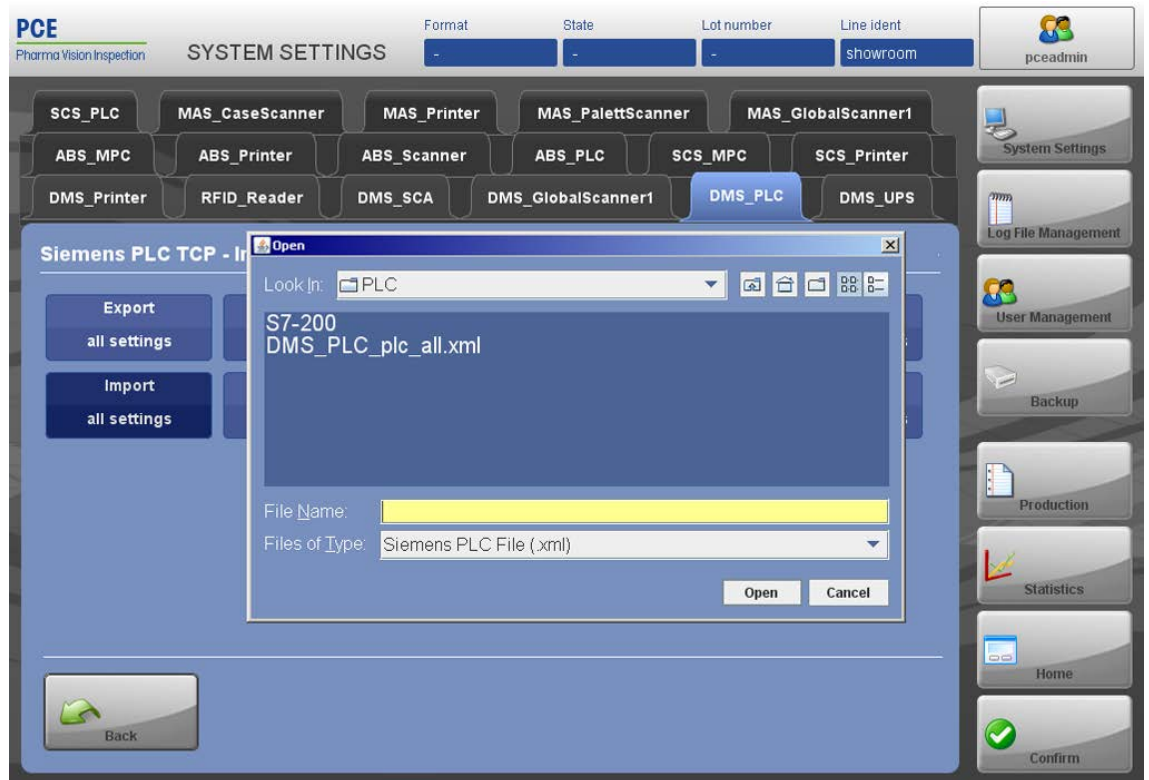 PCE
Pharma Vision Inspection
SYSTEM SETTINGS
Format
-
State
-
Lot number
-
Line ident
showroom
pceadmin
SCS_PLC MAS_CaseScanner MAS_Printer MAS_PalettScanner MAS_GlobalScanner1
ABS_MPC ABS_Printer ABS_Scanner ABS_PLC SCS_MPC SCS_Printer
DMS_Printer RFID_Reader DMS_SCA DMS_GlobalScanner1 DMS_PLC DMS_UPS
Siemens PLC TCP - I
Export
all settings
Import
all settings
Open
Look In: PLC
S7-200
DMS_PLC_plc_all.xml
File Name:
Files of Type: Siemens PLC File (.xml)
Open Cancel
Back
System Settings
Log File Management
User Management
Backup
Production
Statistics
Home
Confirm